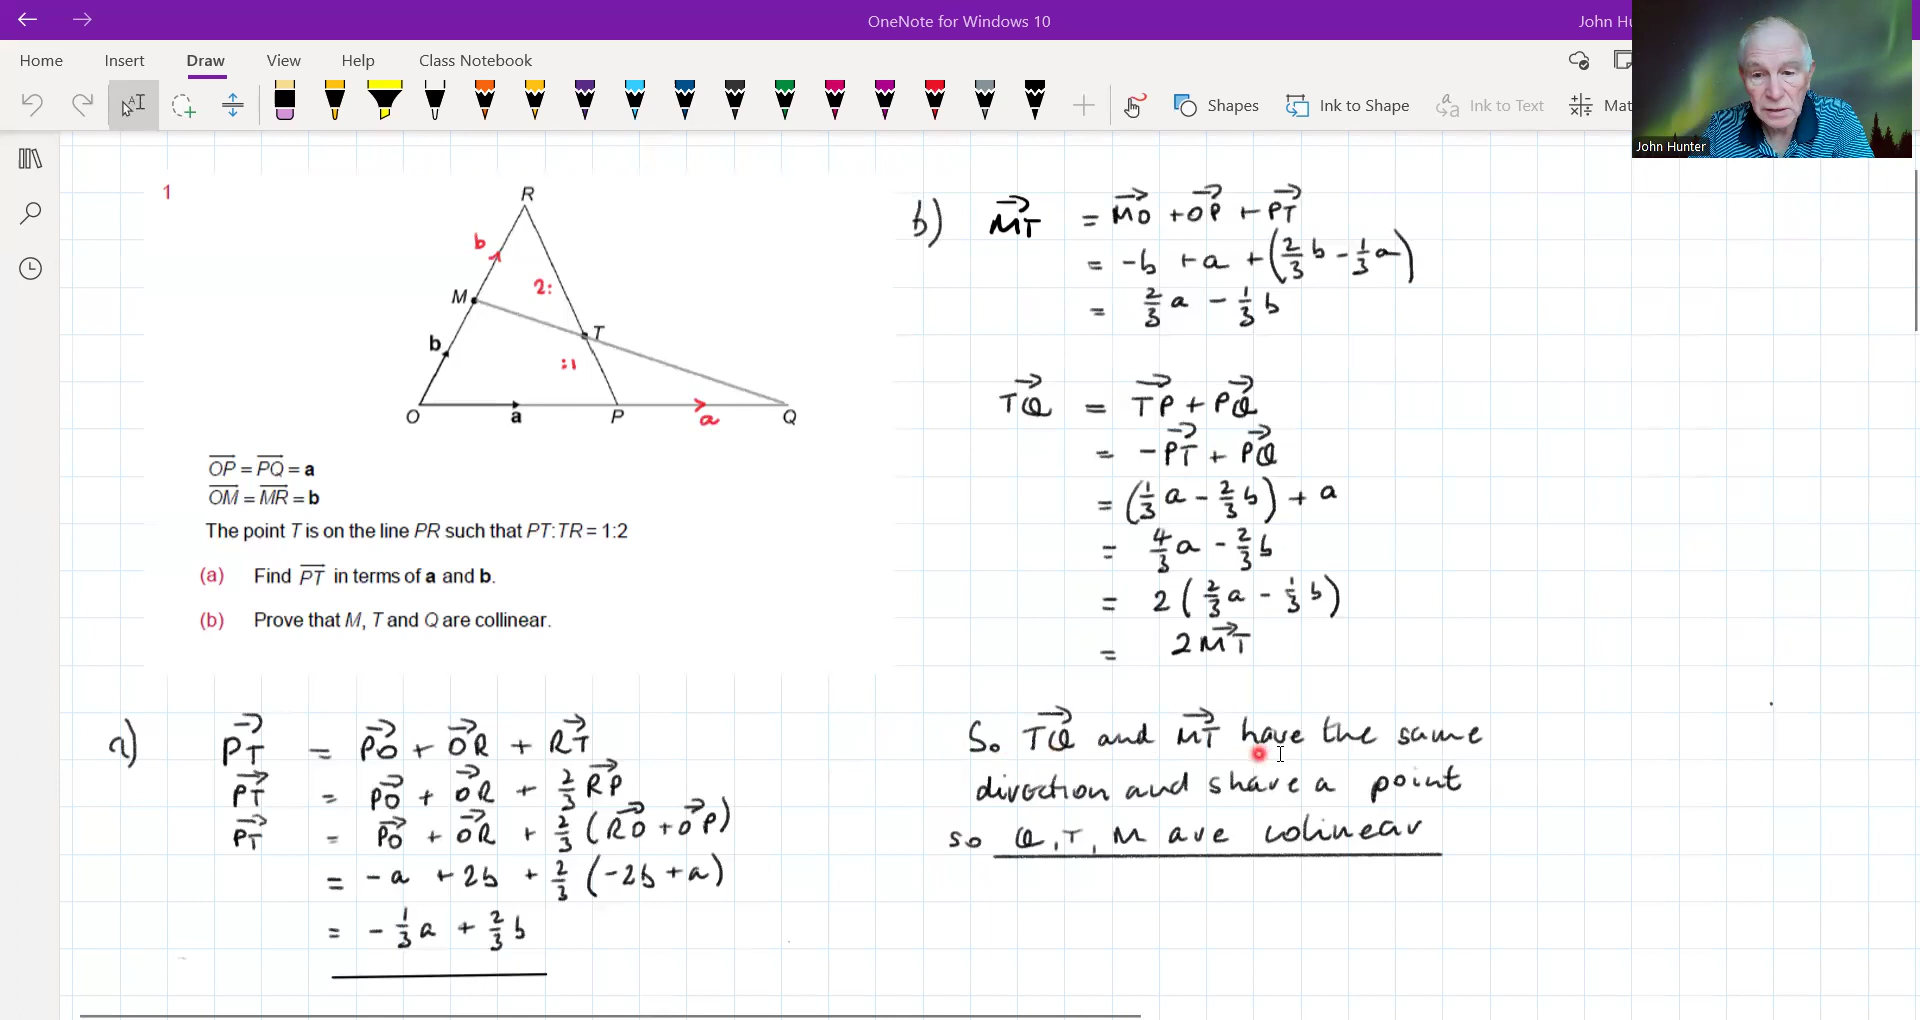 OneNote for Windows 10
John Hu
Home Insert Draw View Help Class Notebook
Shapes Ink to Shape Ink to Text Mat
John Hunter
1
R
b
M
2:
T
b
:1
O a P a Q
OP = PQ = a
OM = MR = b
The point T is on the line PR such that PT:TR = 1:2
(a) Find PT in terms of a and b.
(b) Prove that M, T and Q are collinear.
a) PT = PO + OR + RT
PT = PO + OR + 2/3 RP
PT = PO + OR + 2/3 (RO + OP)
= -a + 2b + 2/3 (-2b + a)
= -1/3 a + 2/3 b
b) MT = MO + OP + PT
= -b + a + (2/3 b - 1/3 a)
= 2/3 a - 1/3 b
TQ = TP + PQ
= -PT + PQ
= (1/3 a - 2/3 b) + a
= 4/3 a - 2/3 b
= 2 (2/3 a - 1/3 b)
= 2MT
So TQ and MT have the same
direction and share a point
so Q, T, M are colinear